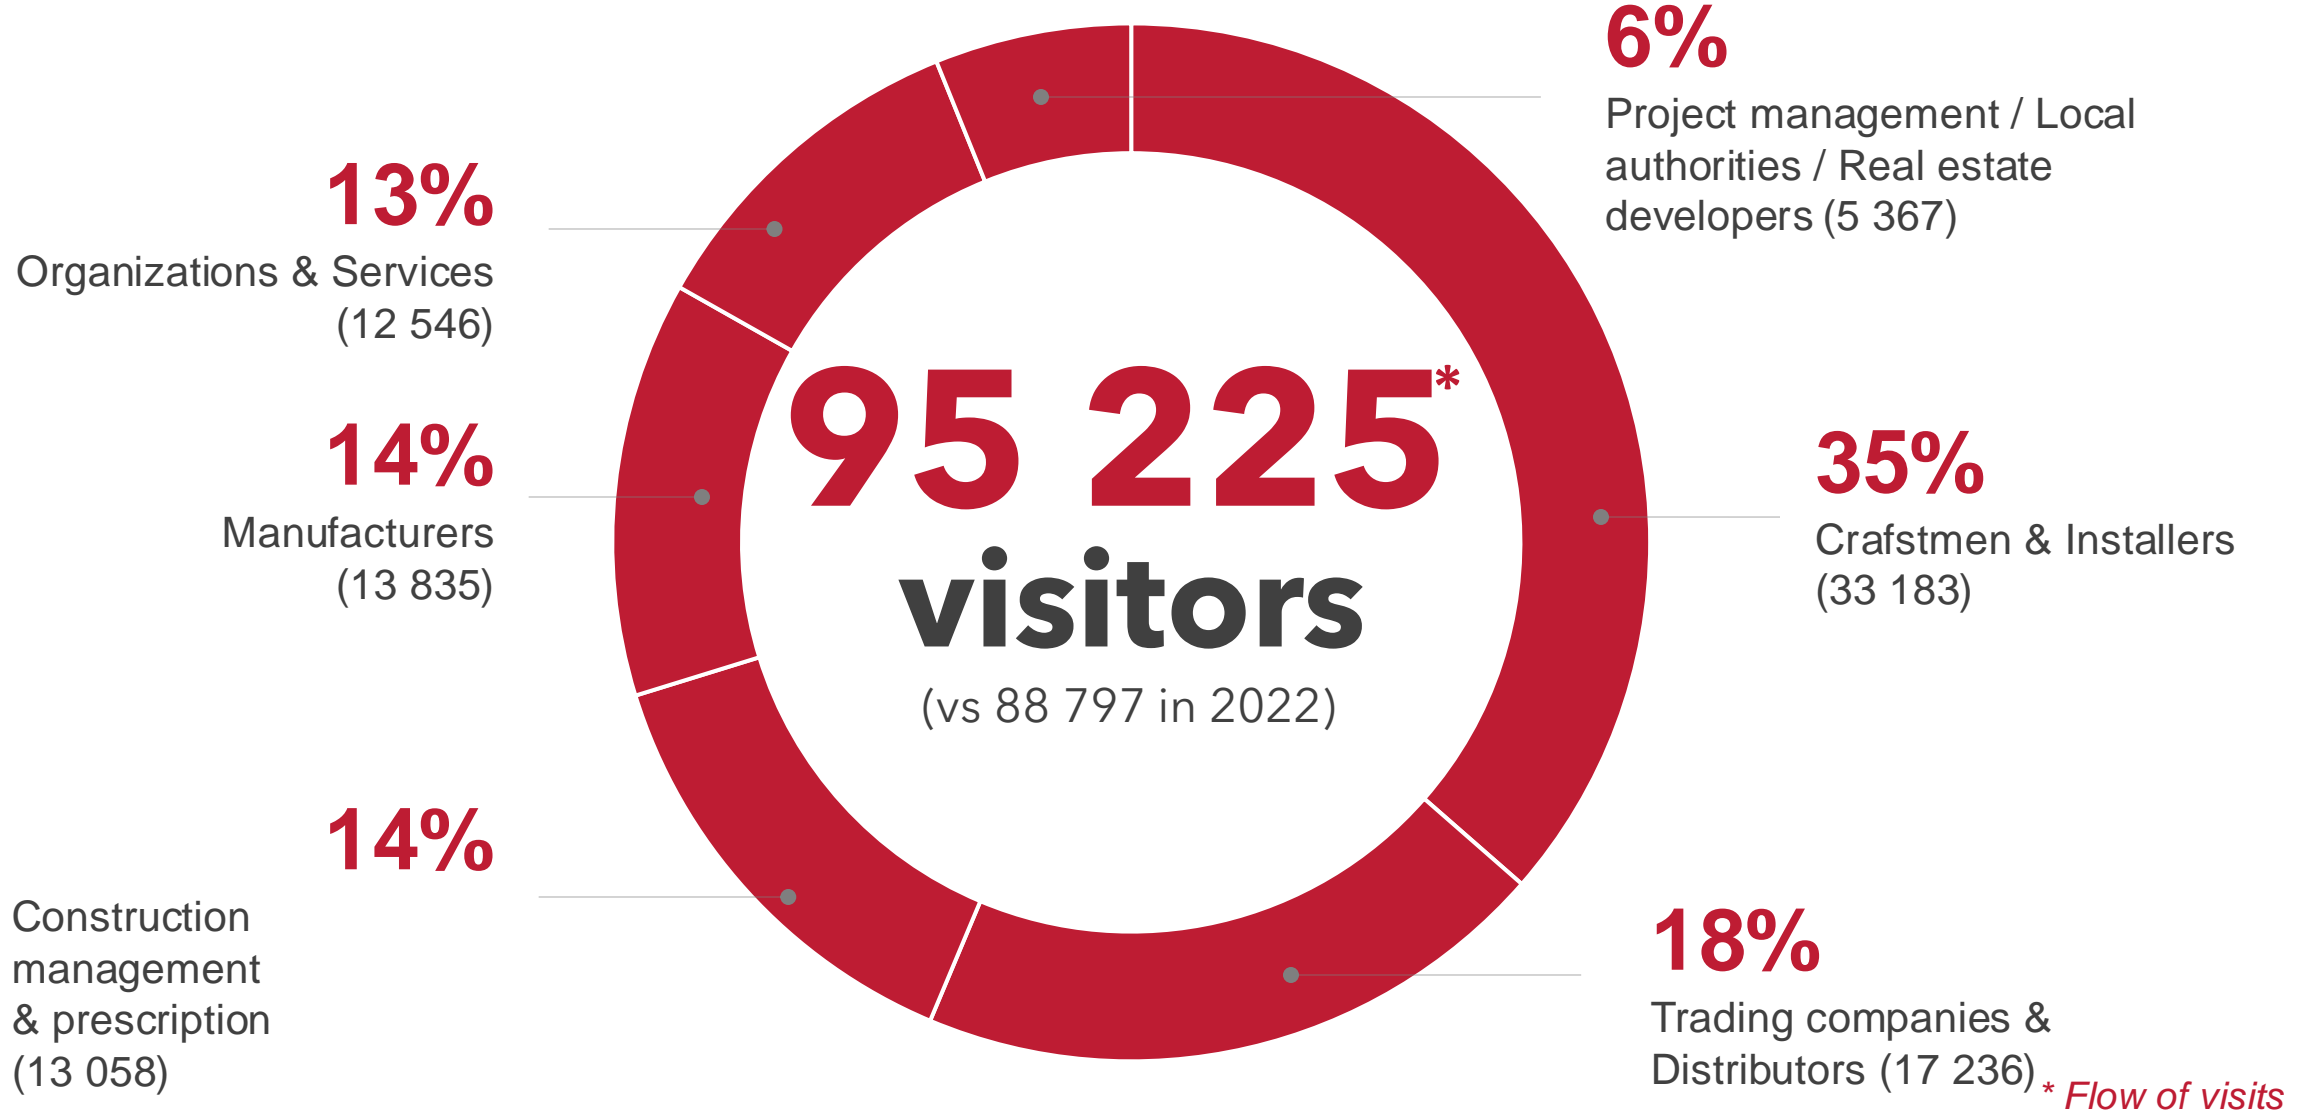 6%
Project management / Local
authorities / Real estate
developers (5 367)
13%
Organizations & Services
(12 546)
95 225*
visitors
(vs 88 797 in 2022)
14%
Manufacturers
(13 835)
35%
Crafstmen & Installers
(33 183)
14%
Construction
management
& prescription
(13 058)
18%
Trading companies &
Distributors (17 236)
* Flow of visits